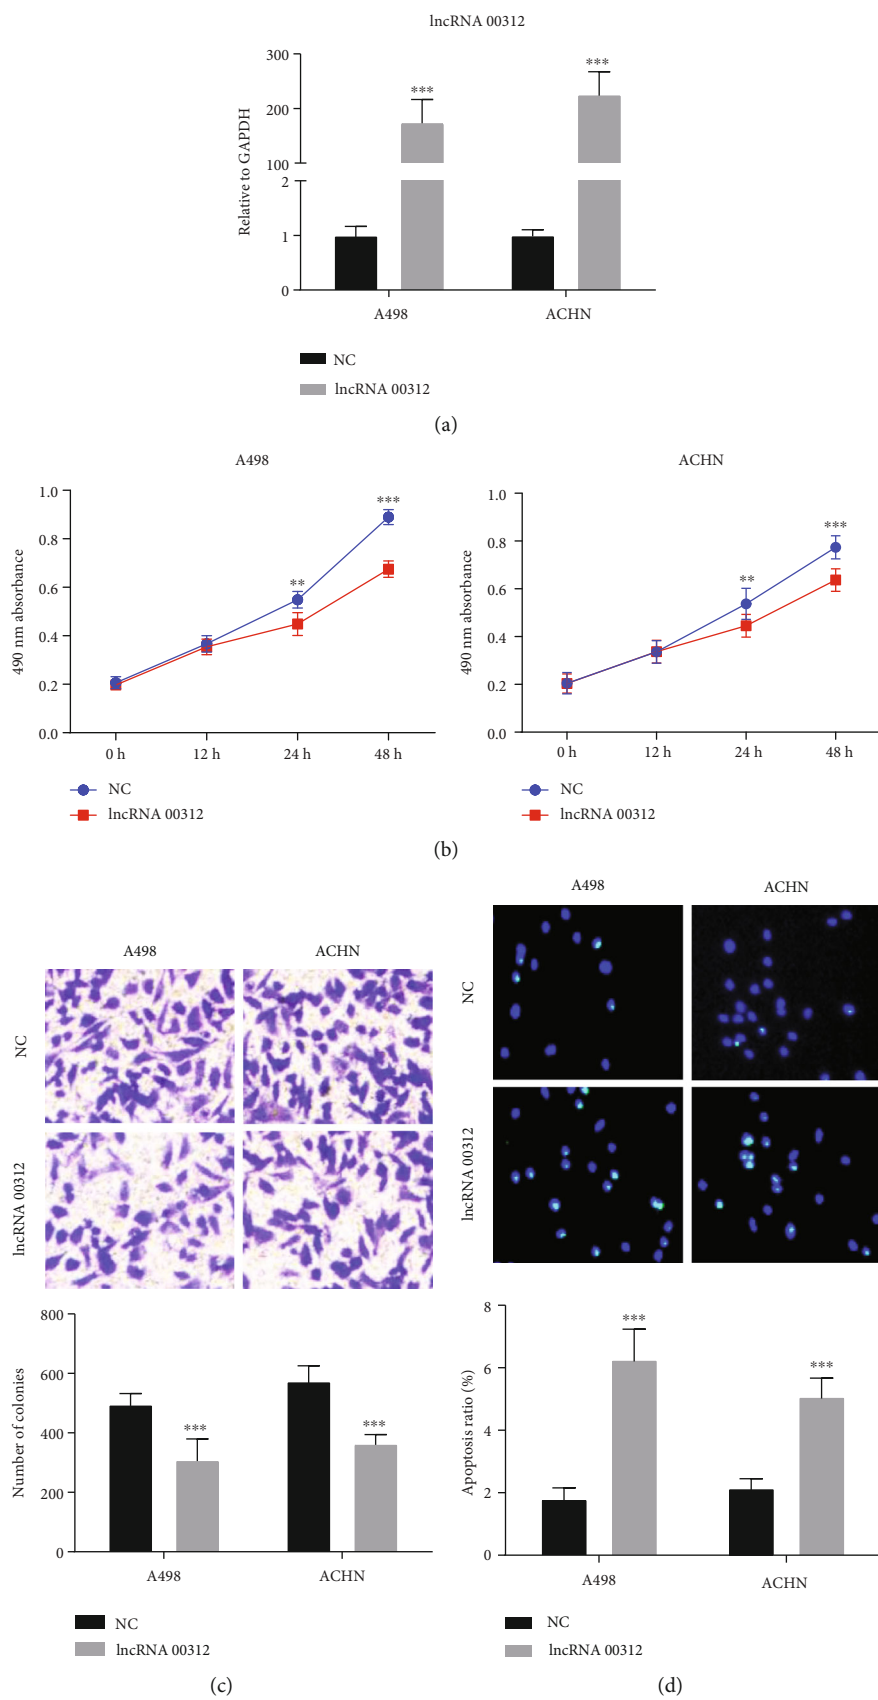 lncRNA 00312
300
200
100
2
1
0
Relative to GAPDH
***
***
A498
ACHN
NC
lncRNA 00312
(a)
A498
1.0
0.8
0.6
0.4
0.2
0.0
490 nm absorbance
**
***
0 h
12 h
24 h
48 h
NC
lncRNA 00312
ACHN
1.0
0.8
0.6
0.4
0.2
0.0
490 nm absorbance
**
***
0 h
12 h
24 h
48 h
NC
lncRNA 00312
(b)
A498
ACHN
NC
lncRNA 00312
800
600
400
200
0
Number of colonies
***
***
A498
ACHN
NC
lncRNA 00312
(c)
A498
ACHN
NC
lncRNA 00312
8
6
4
2
0
Apoptosis ratio (%)
***
***
A498
ACHN
NC
lncRNA 00312
(d)